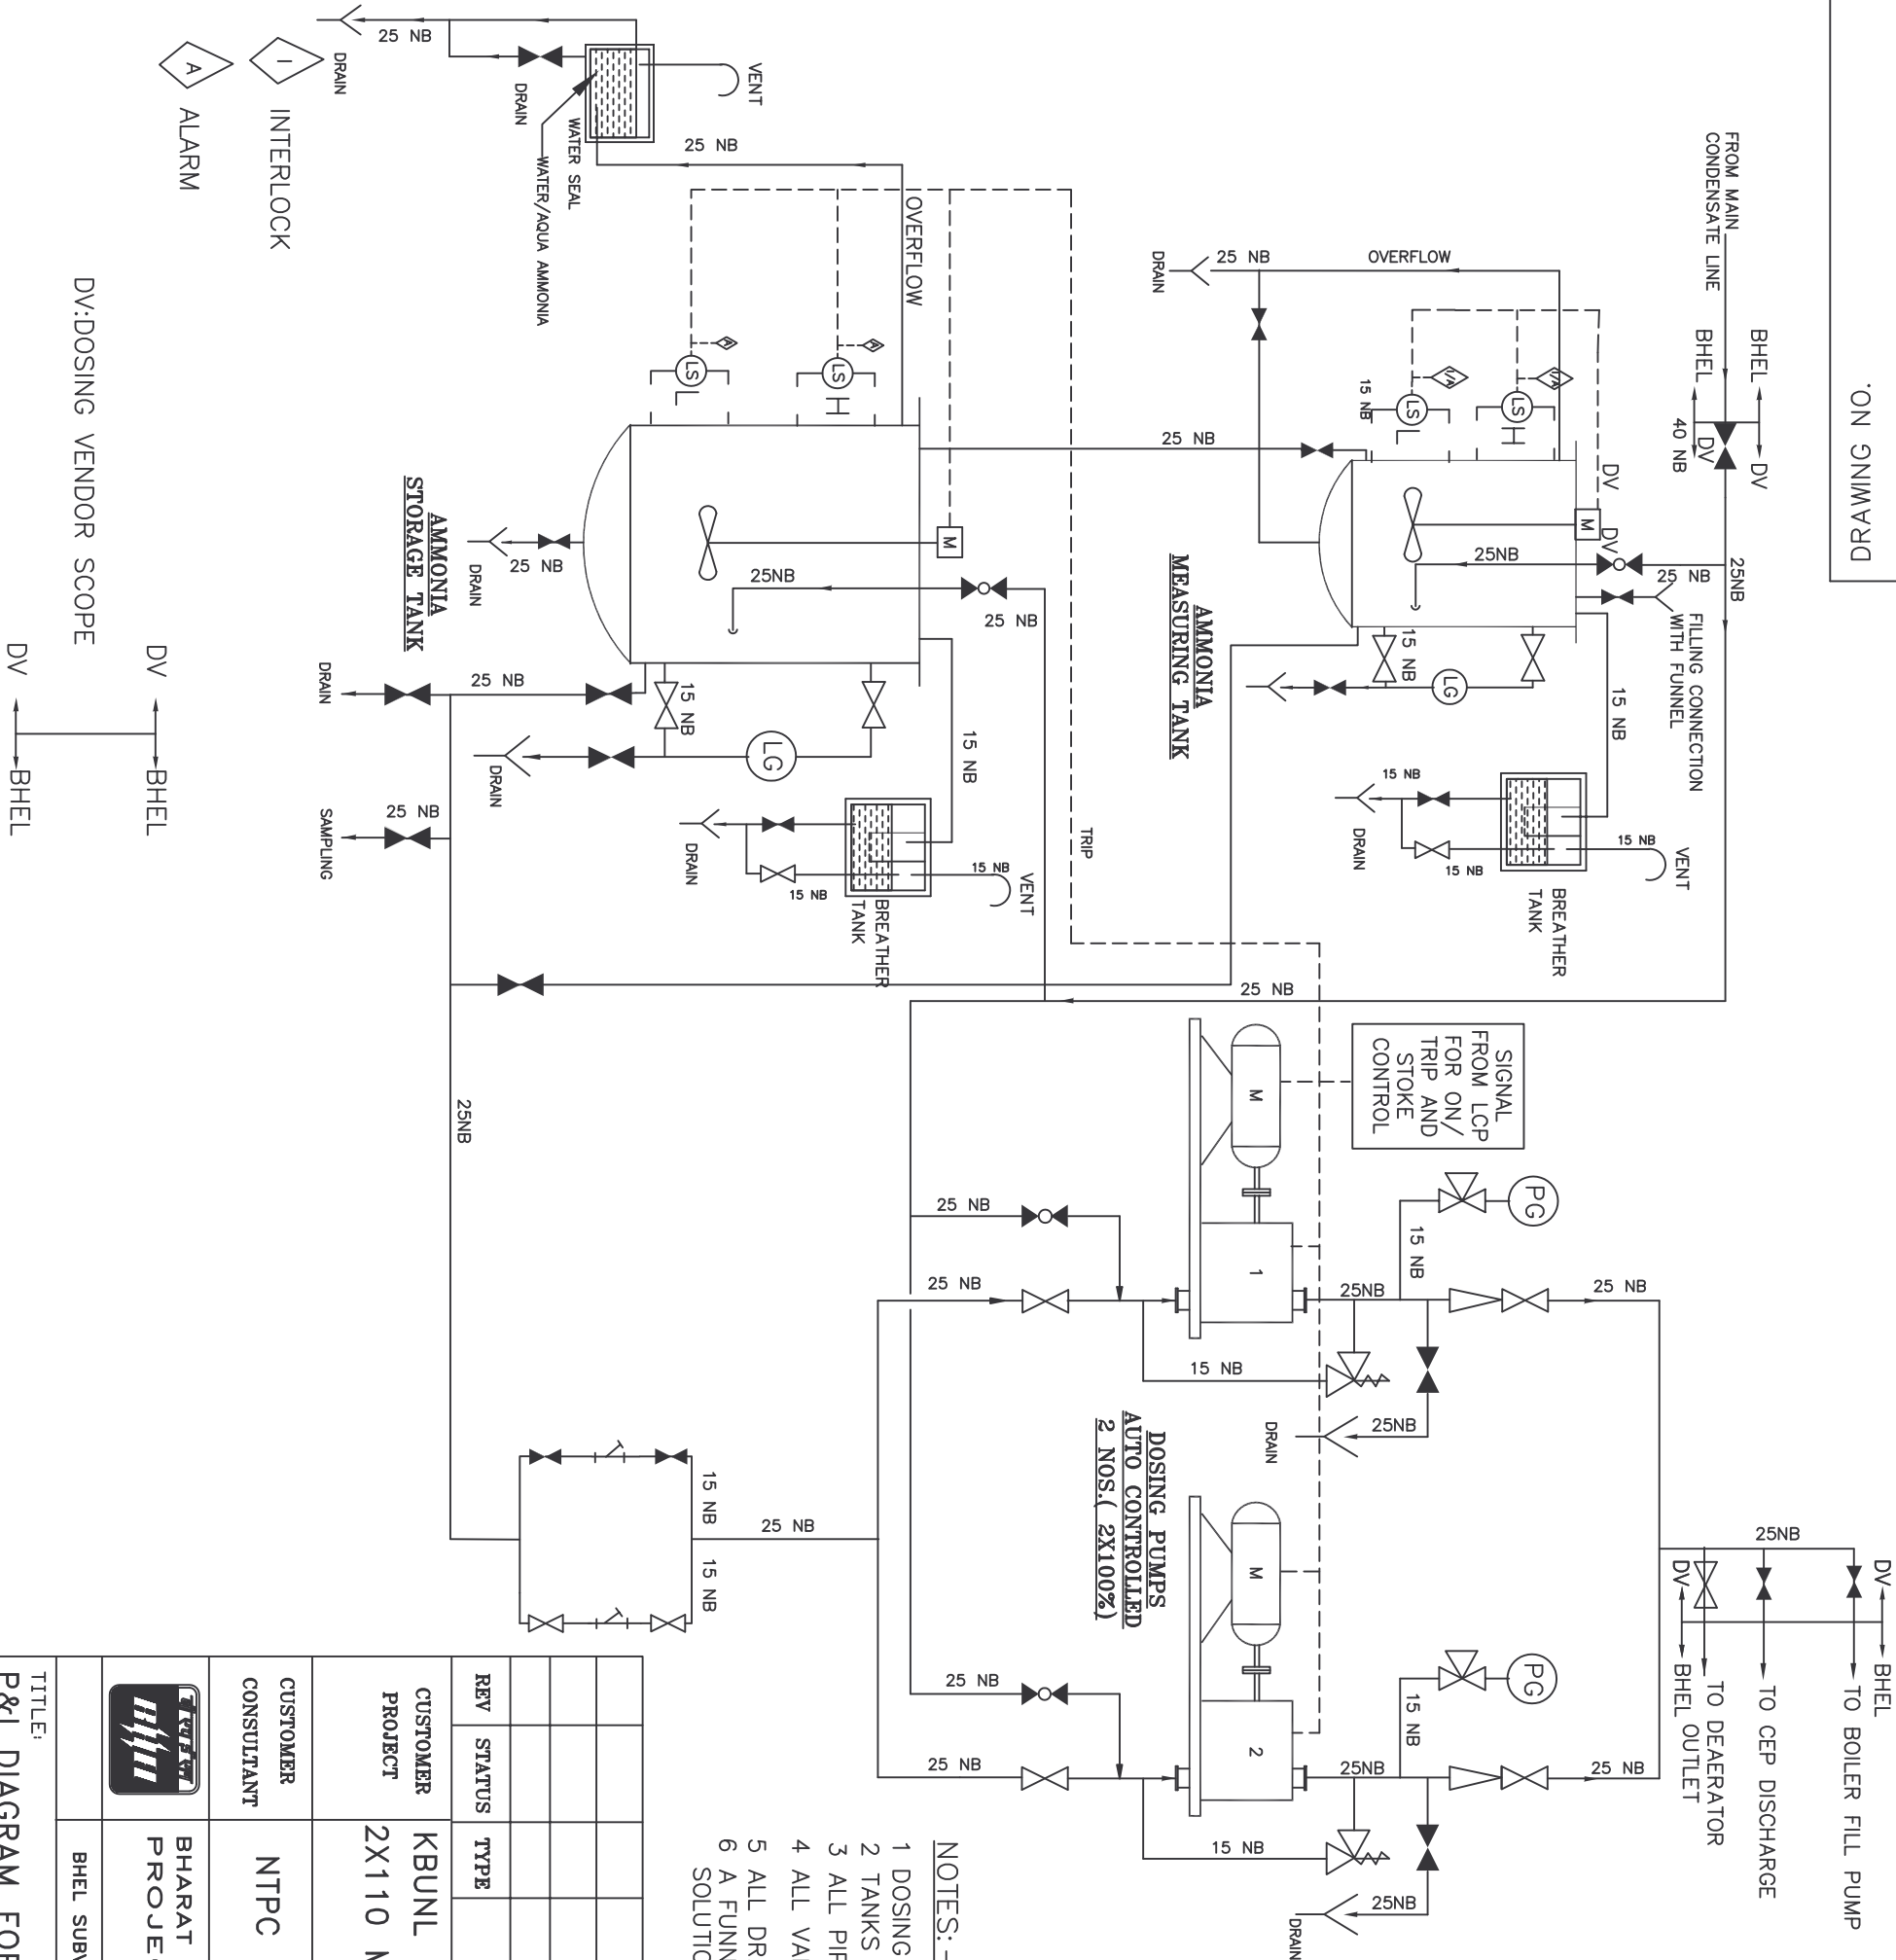 DRAWING NO.
FROM MAIN
CONDENSATE LINE
BHEL
DV
BHEL
DV
40 NB
25NB
VENT
25 NB
DRAIN
DRAIN
WATER SEAL
WATER/AQUA AMMONIA
25 NB
I
INTERLOCK
A
ALARM
OVERFLOW
25 NB
DRAIN
OVERFLOW
I/A
I/A
LS
H
LS
L
15 NB
DV
M
DV
25NB
25 NB
FILLING CONNECTION
WITH FUNNEL
15 NB
LG
15 NB
AMMONIA
MEASURING TANK
15 NB
15 NB
15 NB
DRAIN
VENT
BREATHER
TANK
A
A
LS
H
LS
L
25 NB
M
25NB
25 NB
25 NB
DRAIN
AMMONIA
STORAGE TANK
15 NB
LG
15 NB
DRAIN
25 NB
DRAIN
25 NB
SAMPLING
DRAIN
15 NB
15 NB
VENT
BREATHER
TANK
TRIP
25 NB
DV:DOSING VENDOR SCOPE
DV
BHEL
DV
BHEL
SIGNAL
FROM LCP
FOR ON/
TRIP AND
STOKE
CONTROL
M
1
PG
15 NB
25NB
25 NB
25 NB
25 NB
15 NB
25NB
DRAIN
DOSING PUMPS
AUTO CONTROLLED
2 NOS.( 2X100%)
M
2
PG
15 NB
25NB
25 NB
25 NB
25 NB
15 NB
25NB
DRAIN
25NB
15 NB
15 NB
25 NB
25NB
DV
BHEL
DV
BHEL
TO BOILER FILL PUMP
TO CEP DISCHARGE
TO DEAERATOR
OUTLET
NOTES:-
1 DOSING
2 TANKS
3 ALL PIP
4 ALL VAL
5 ALL DR
6 A FUNN
SOLUTIO
REV
STATUS
TYPE
CUSTOMER
PROJECT
KBUNL
2X110 M
CUSTOMER
CONSULTANT
NTPC
BHARAT
PROJE
BHEL SUBV
TITLE:
P&I DIAGRAM FOR